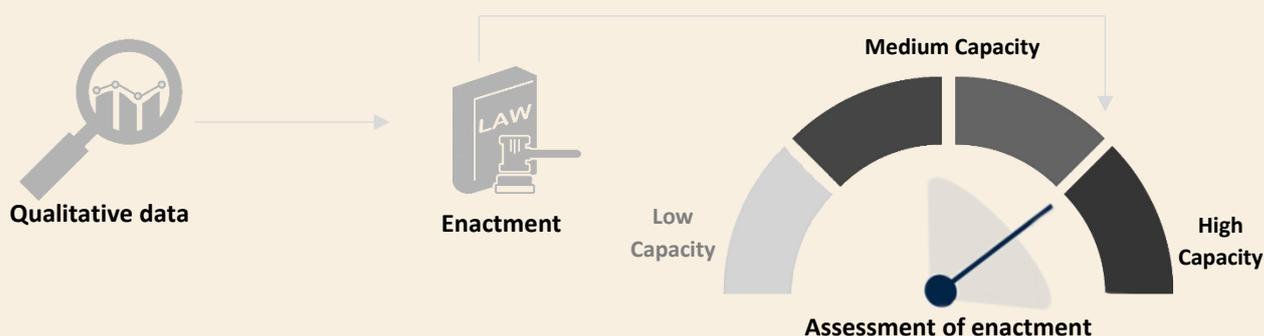 Medium Capacity
LAW
Qualitative data
Enactment
Low
Capacity
High
Capacity
Assessment of enactment